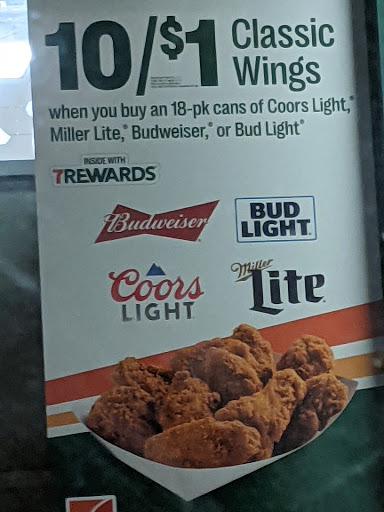 10/$1 Classic Wings
when you buy an 18-pk cans of Coors Light,®
Miller Lite,® Budweiser,® or Bud Light®
INSIDE WITH
7REWARDS
Budweiser
BUD
LIGHT
Coors
LIGHT
Miller
Lite